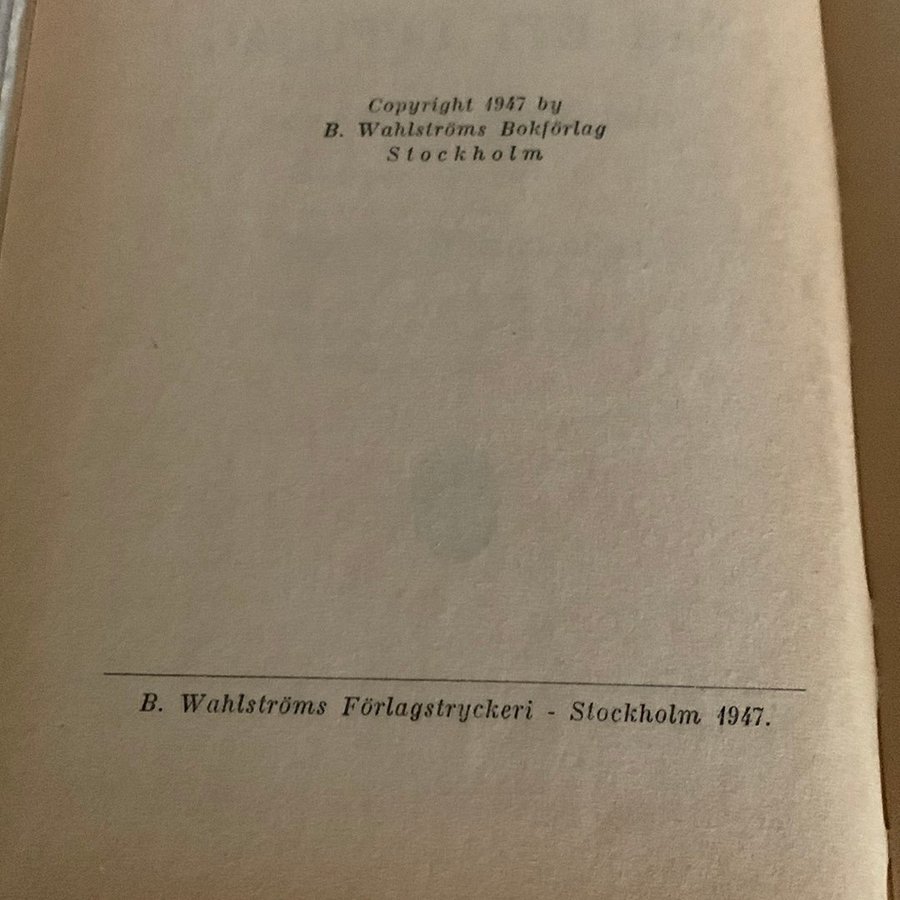 Copyright 1947 by
B. Wahlströms Bokförlag
Stockholm
B. Wahlströms Förlagstryckeri - Stockholm 1947.